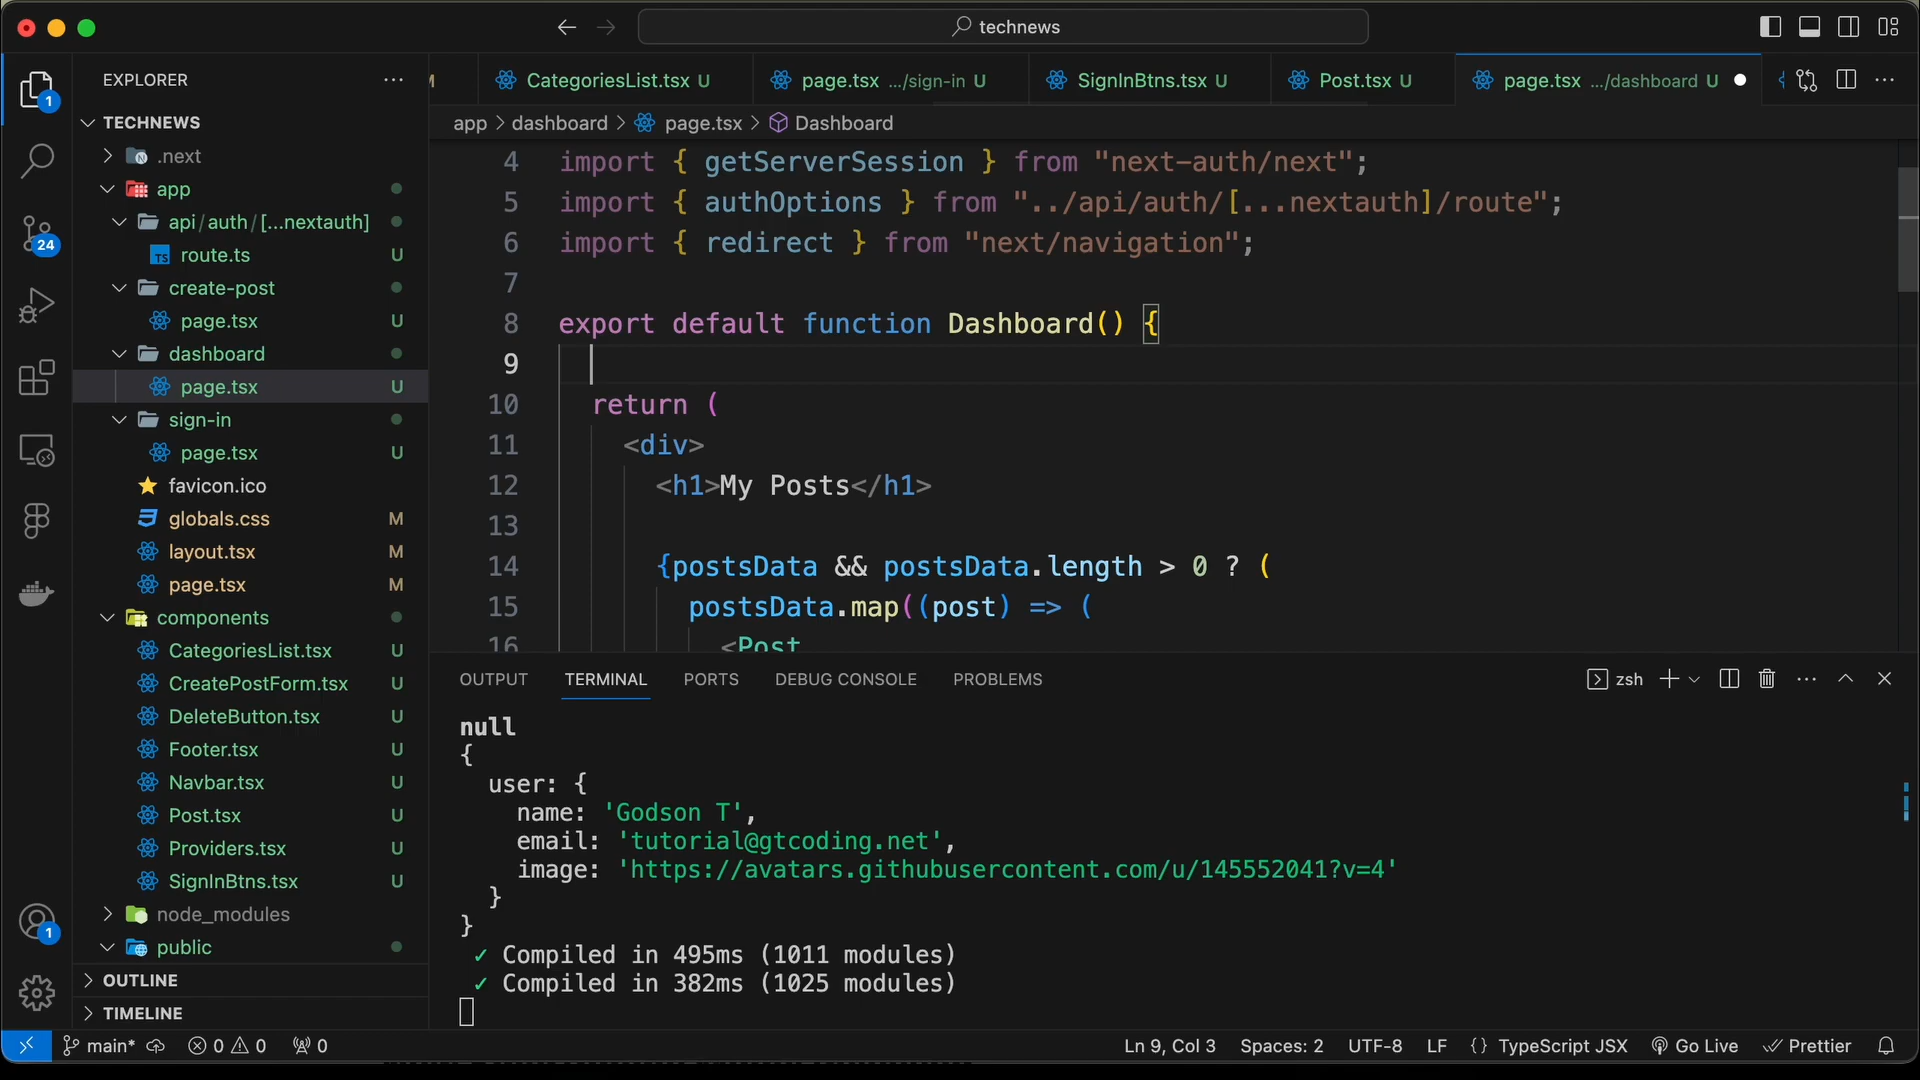 technews
EXPLORER
TECHNEWS
.next
app
api/auth/[...nextauth]
route.ts U
create-post
page.tsx U
dashboard
page.tsx U
sign-in
page.tsx U
favicon.ico
globals.css M
layout.tsx M
page.tsx M
components
CategoriesList.tsx U
CreatePostForm.tsx U
DeleteButton.tsx U
Footer.tsx U
Navbar.tsx U
Post.tsx U
Providers.tsx U
SignInBtns.tsx U
node_modules
public
OUTLINE
TIMELINE
1
24
1
CategoriesList.tsx U
page.tsx .../sign-in U
SignInBtns.tsx U
Post.tsx U
page.tsx .../dashboard U
app > dashboard > page.tsx > Dashboard
4 import { getServerSession } from "next-auth/next";
5 import { authOptions } from "../api/auth/[...nextauth]/route";
6 import { redirect } from "next/navigation";
7
8 export default function Dashboard() {
9
10 return (
11 <div>
12 <h1>My Posts</h1>
13
14 {postsData && postsData.length > 0 ? (
15 postsData.map((post) => (
16 <Post
OUTPUT TERMINAL PORTS DEBUG CONSOLE PROBLEMS zsh
null
{
user: {
name: 'Godson T',
email: 'tutorial@gtcoding.net',
image: 'https://avatars.githubusercontent.com/u/145552041?v=4'
}
}
✓ Compiled in 495ms (1011 modules)
✓ Compiled in 382ms (1025 modules)
main* 0 0 0 Ln 9, Col 3 Spaces: 2 UTF-8 LF {} TypeScript JSX Go Live Prettier